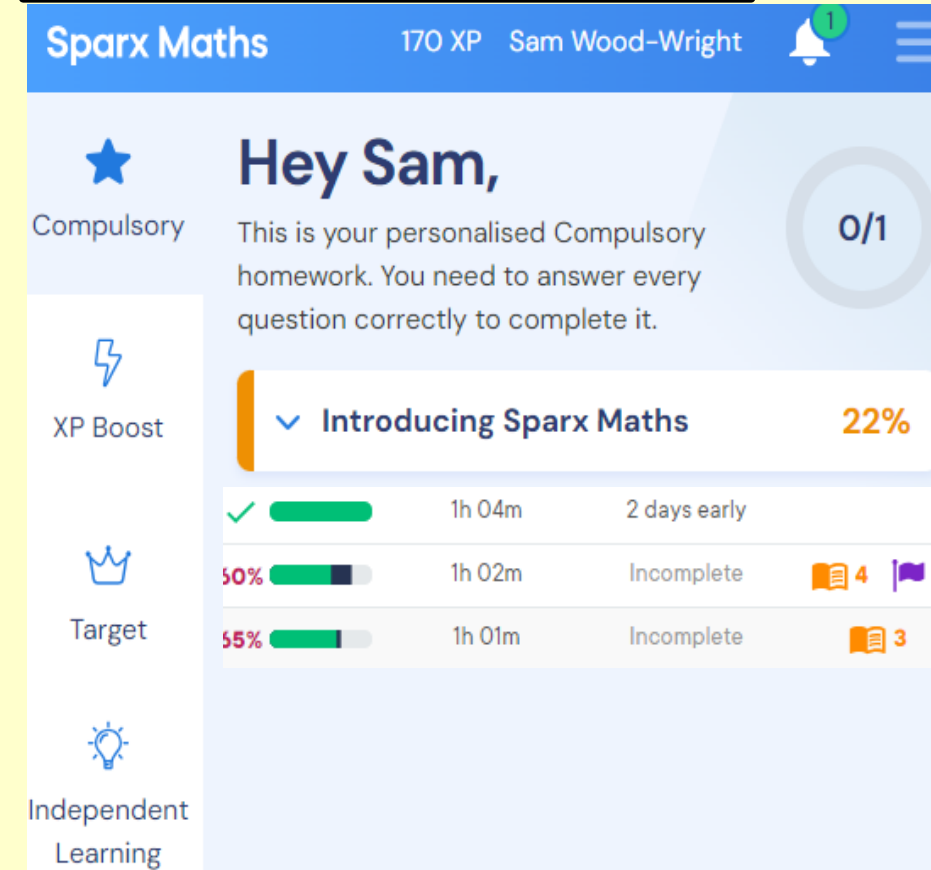 Sparx Maths 170 XP Sam Wood-Wright 1
Compulsory
Hey Sam,
This is your personalised Compulsory
homework. You need to answer every
question correctly to complete it.
0/1
XP Boost
Introducing Sparx Maths 22%
1h 04m 2 days early
60% 1h 02m Incomplete 4
65% 1h 01m Incomplete 3
Target
Independent
Learning